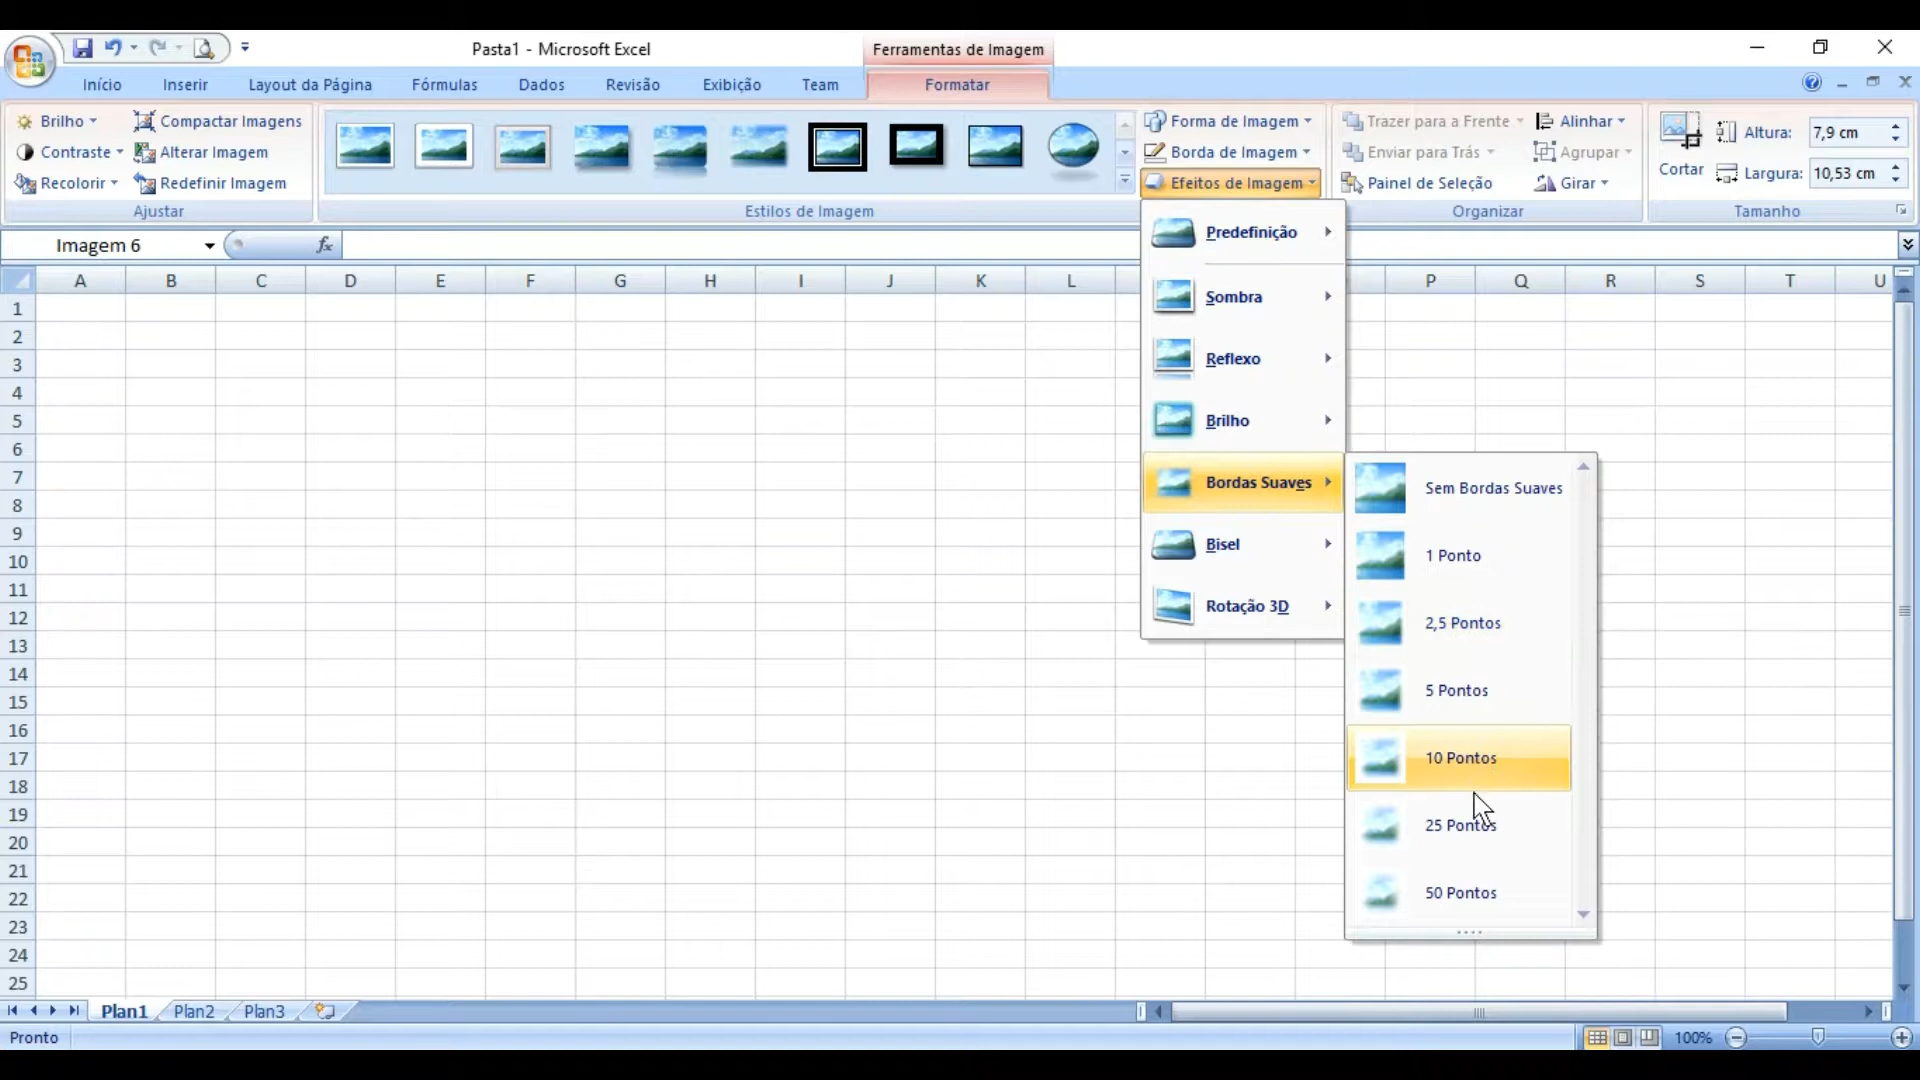 Pasta1 - Microsoft Excel
Ferramentas de Imagem
Início Inserir Layout da Página Fórmulas Dados Revisão Exibição Team Formatar
Brilho Compactar Imagens
Contraste Alterar Imagem
Recolorir Redefinir Imagem
Ajustar
Estilos de Imagem
Forma de Imagem
Borda de Imagem
Efeitos de Imagem
Trazer para a Frente Alinhar
Enviar para Trás Agrupar
Painel de Seleção Girar
Organizar
Cortar
Altura: 7,9 cm
Largura: 10,53 cm
Tamanho
Imagem 6 fx
A B C D E F G H I J K L P Q R S T U
1
2
3
4
5
6
7
8
9
10
11
12
13
14
15
16
17
18
19
20
21
22
23
24
25
Predefinição
Sombra
Reflexo
Brilho
Bordas Suaves
Bisel
Rotação 3D
Sem Bordas Suaves
1 Ponto
2,5 Pontos
5 Pontos
10 Pontos
25 Pontos
50 Pontos
Plan1 Plan2 Plan3
Pronto
100%